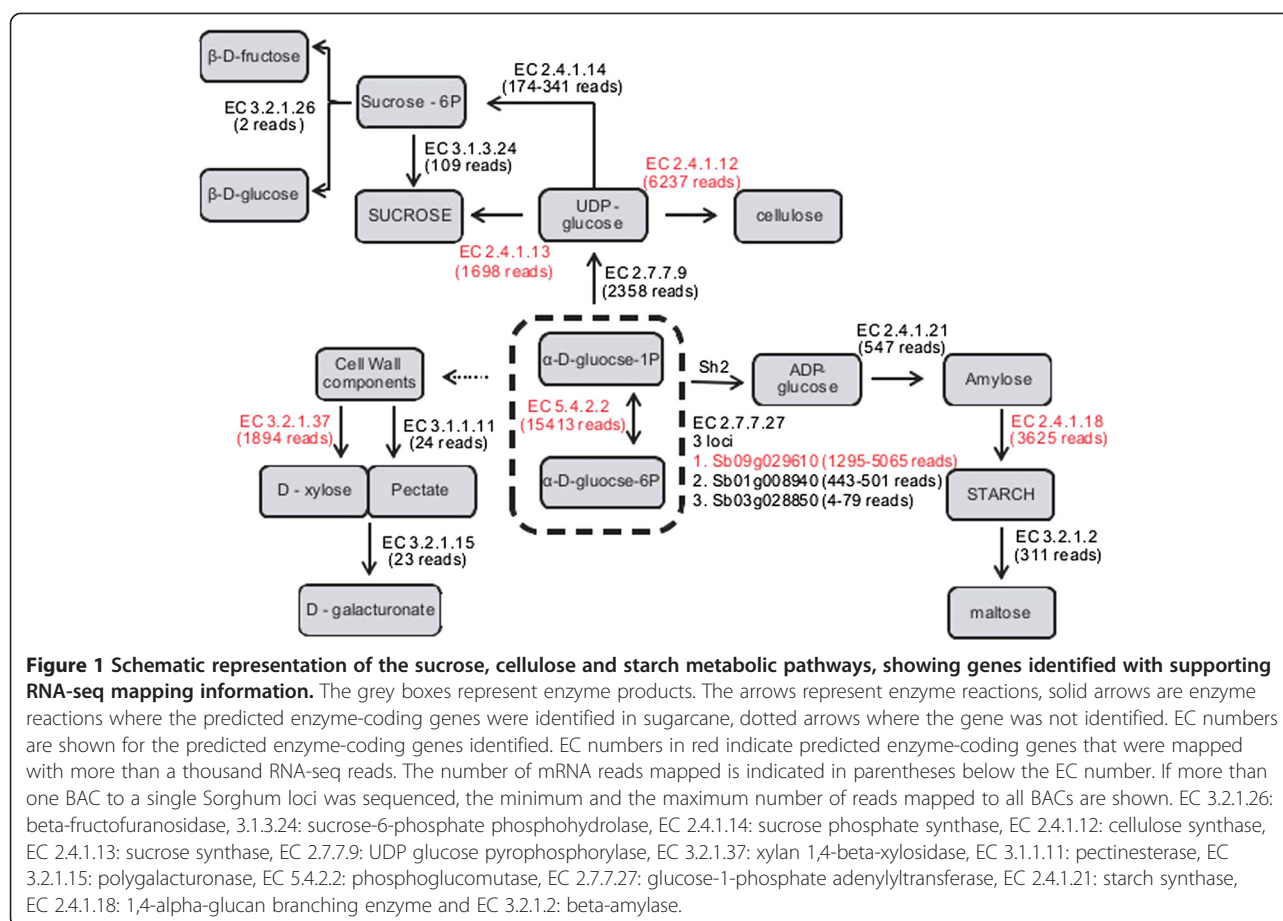 β-D-fructose
EC 3.2.1.26
(2 reads)
β-D-glucose
Sucrose - 6P
EC 2.4.1.14
(174-341 reads)
EC 3.1.3.24
(109 reads)
SUCROSE
UDP-
glucose
EC 2.4.1.12
(6237 reads)
cellulose
EC 2.4.1.13
(1698 reads)
EC 2.7.7.9
(2358 reads)
Cell Wall
components
EC 3.2.1.37
(1894 reads)
EC 3.1.1.11
(24 reads)
D - xylose
Pectate
EC 3.2.1.15
(23 reads)
D - galacturonate
α-D-gluocse-1P
EC 5.4.2.2
(15413 reads)
α-D-gluocse-6P
Sh2
EC 2.7.7.27
3 loci
1. Sb09g029610 (1295-5065 reads)
2. Sb01g008940 (443-501 reads)
3. Sb03g028850 (4-79 reads)
ADP-
glucose
EC 2.4.1.21
(547 reads)
Amylose
EC 2.4.1.18
(3625 reads)
STARCH
EC 3.2.1.2
(311 reads)
maltose
Figure 1 Schematic representation of the sucrose, cellulose and starch metabolic pathways, showing genes identified with supporting
RNA-seq mapping information. The grey boxes represent enzyme products. The arrows represent enzyme reactions, solid arrows are enzyme
reactions where the predicted enzyme-coding genes were identified in sugarcane, dotted arrows where the gene was not identified. EC numbers
are shown for the predicted enzyme-coding genes identified. EC numbers in red indicate predicted enzyme-coding genes that were mapped
with more than a thousand RNA-seq reads. The number of mRNA reads mapped is indicated in parentheses below the EC number. If more than
one BAC to a single Sorghum loci was sequenced, the minimum and the maximum number of reads mapped to all BACs are shown. EC 3.2.1.26:
beta-fructofuranosidase, 3.1.3.24: sucrose-6-phosphate phosphohydrolase, EC 2.4.1.14: sucrose phosphate synthase, EC 2.4.1.12: cellulose synthase,
EC 2.4.1.13: sucrose synthase, EC 2.7.7.9: UDP glucose pyrophosphorylase, EC 3.2.1.37: xylan 1,4-beta-xylosidase, EC 3.1.1.11: pectinesterase, EC
3.2.1.15: polygalacturonase, EC 5.4.2.2: phosphoglucomutase, EC 2.7.7.27: glucose-1-phosphate adenylyltransferase, EC 2.4.1.21: starch synthase,
EC 2.4.1.18: 1,4-alpha-glucan branching enzyme and EC 3.2.1.2: beta-amylase.